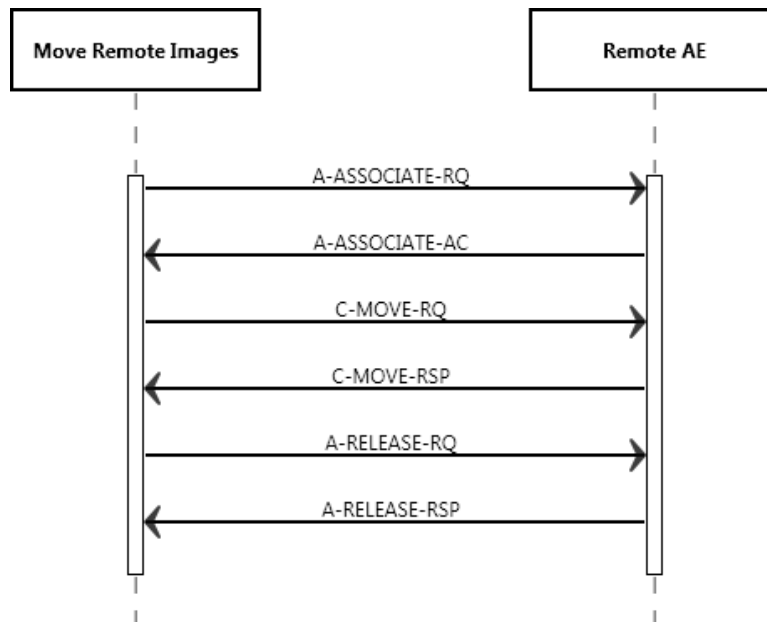 Move Remote Images
Remote AE
A-ASSOCIATE-RQ
A-ASSOCIATE-AC
C-MOVE-RQ
C-MOVE-RSP
A-RELEASE-RQ
A-RELEASE-RSP